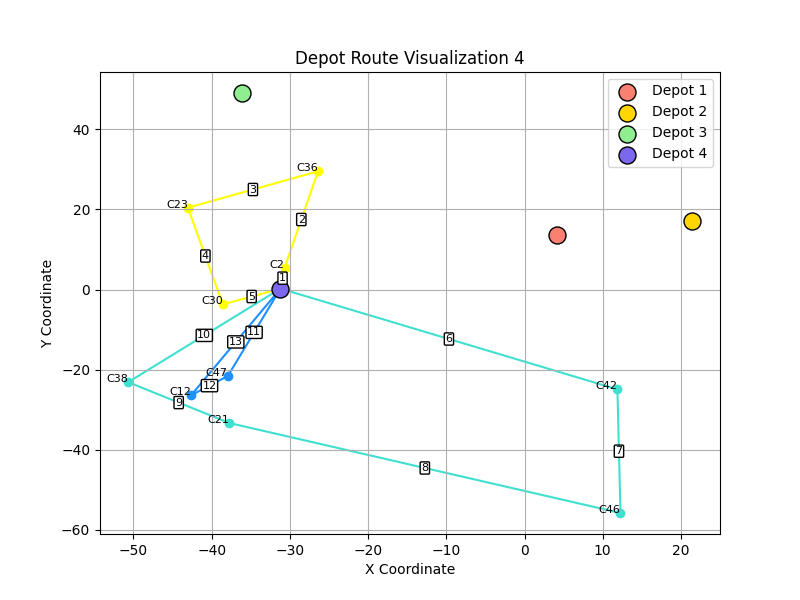 Depot Route Visualization 4
Depot 1
Depot 2
Depot 3
Depot 4
Y Coordinate
40
20
0
−20
−40
−60
C36
3
C23
2
4
C2
1
5
C30
6
10
11
13
C47
C38
12
C12
9
C42
C21
7
8
C46
−50
−40
−30
−20
−10
0
10
20
X Coordinate